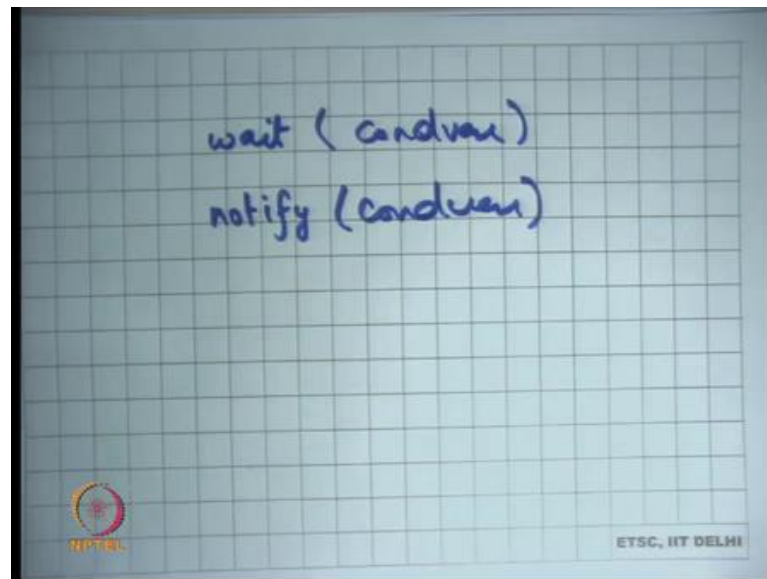 wait ( condvar )
notify (condvar)
NPTEL
ETSC, IIT DELHI